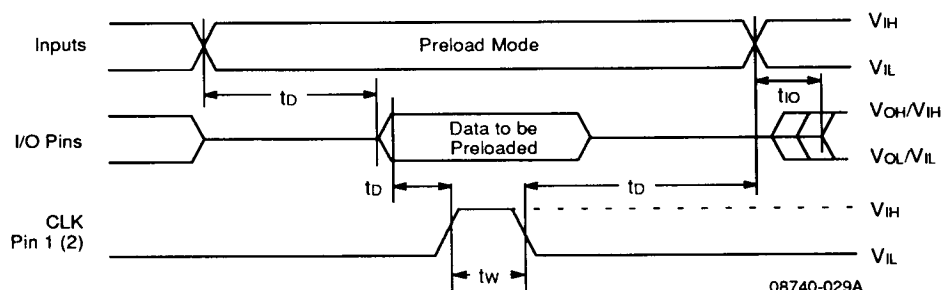 Inputs
Preload Mode
VIH
VIL
tD
tIO
I/O Pins
Data to be
Preloaded
VOH/VIH
VOL/VIL
tD
tD
CLK
Pin 1 (2)
VIH
VIL
tW
08740-029A